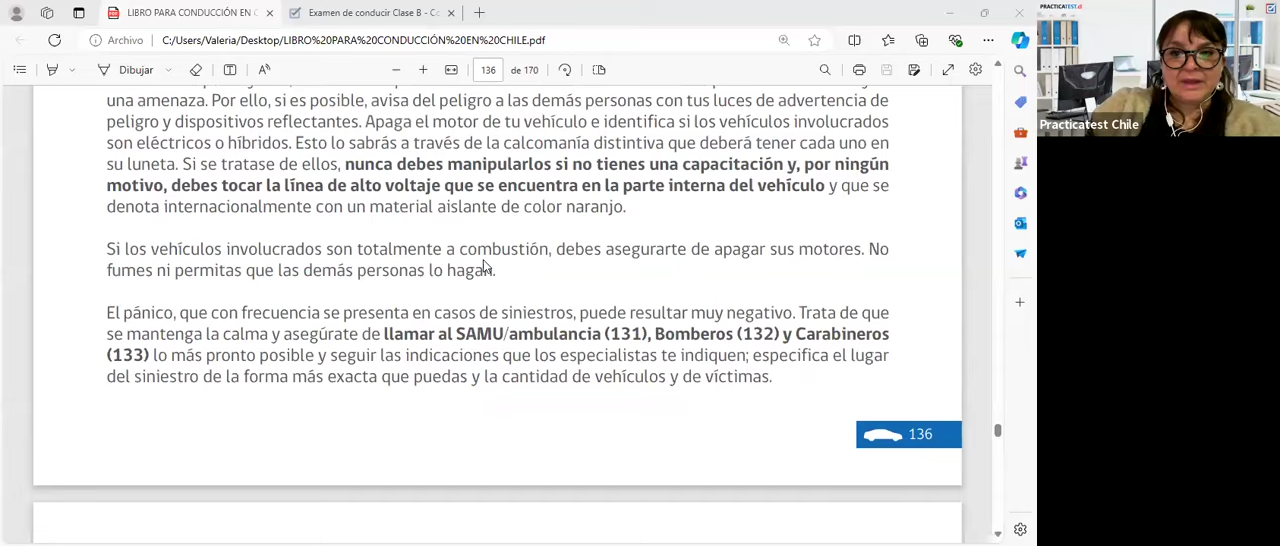 LIBRO PARA CONDUCCIÓN EN C
Examen de conducir Clase B - Co
Archivo
C:/Users/Valeria/Desktop/LIBRO%20PARA%20CONDUCCIÓN%20EN%20CHILE.pdf
Dibujar
136 de 170
una amenaza. Por ello, si es posible, avisa del peligro a las demás personas con tus luces de advertencia de
peligro y dispositivos reflectantes. Apaga el motor de tu vehículo e identifica si los vehículos involucrados
son eléctricos o híbridos. Esto lo sabrás a través de la calcomanía distintiva que deberá tener cada uno en
su luneta. Si se tratase de ellos, nunca debes manipularlos si no tienes una capacitación y, por ningún
motivo, debes tocar la línea de alto voltaje que se encuentra en la parte interna del vehículo y que se
denota internacionalmente con un material aislante de color naranjo.
Si los vehículos involucrados son totalmente a combustión, debes asegurarte de apagar sus motores. No
fumes ni permitas que las demás personas lo hagan.
El pánico, que con frecuencia se presenta en casos de siniestros, puede resultar muy negativo. Trata de que
se mantenga la calma y asegúrate de llamar al SAMU/ambulancia (131), Bomberos (132) y Carabineros
(133) lo más pronto posible y seguir las indicaciones que los especialistas te indiquen; especifica el lugar
del siniestro de la forma más exacta que puedas y la cantidad de vehículos y de víctimas.
136
PRACTICATEST.cl
Practicatest Chile